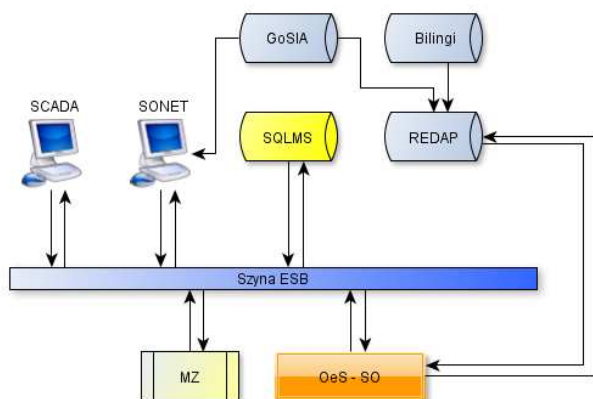 GoSIA
Bilingi
SCADA
SONET
SQLMS
REDAP
Szyna ESB
MZ
OeS - SO